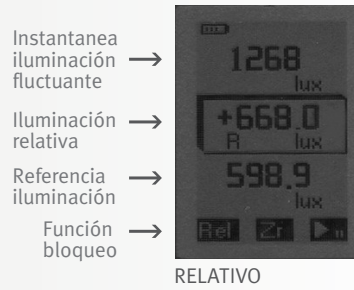 Instantanea
iluminación
fluctuante
1268
lux
Iluminación
relativa
+668.0
R lux
Referencia
iluminación
598.9
lux
Función
bloqueo
Rel Zr
RELATIVO